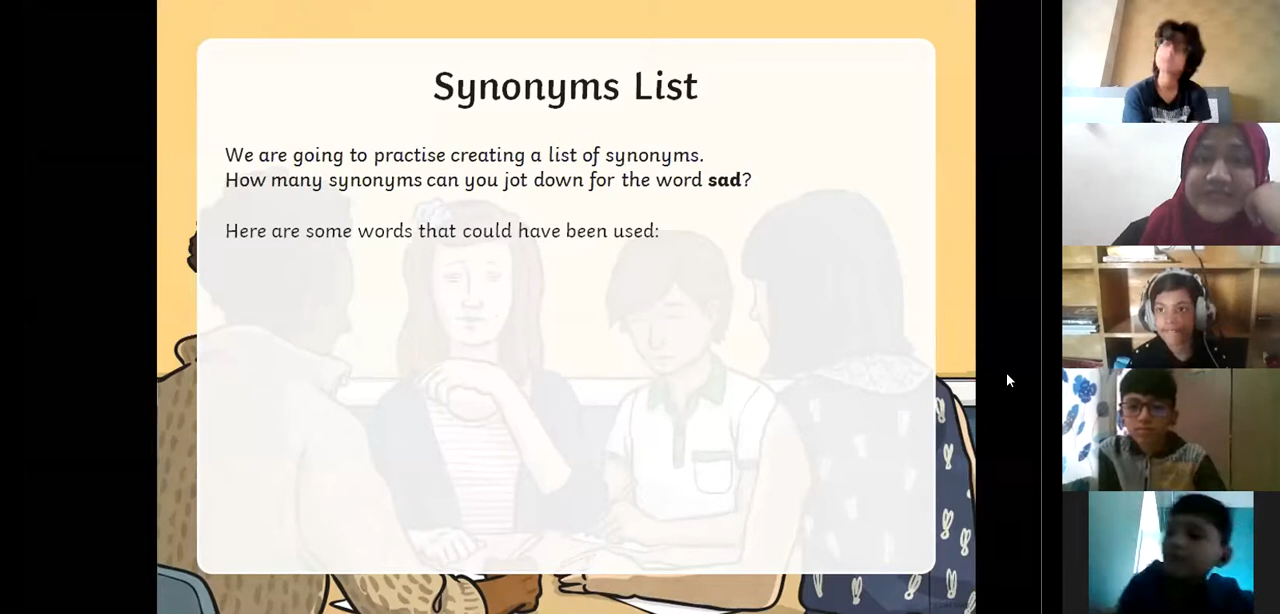 Synonyms List
We are going to practise creating a list of synonyms.
How many synonyms can you jot down for the word sad?
Here are some words that could have been used: